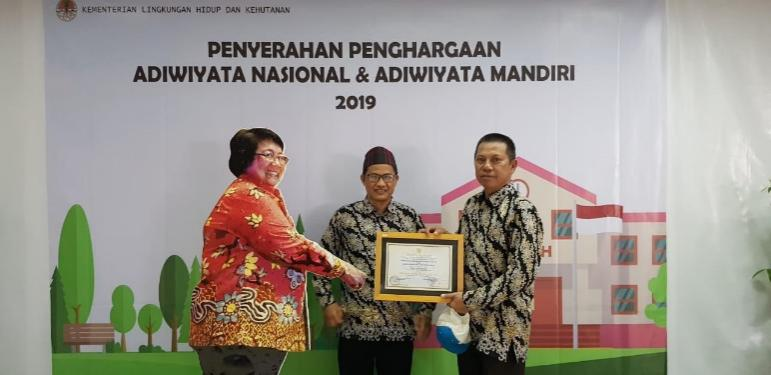 KEMENTERIAN LINGKUNGAN HIDUP DAN KEHUTANAN
PENYERAHAN PENGHARGAAN
ADIWIYATA NASIONAL & ADIWIYATA MANDIRI
2019